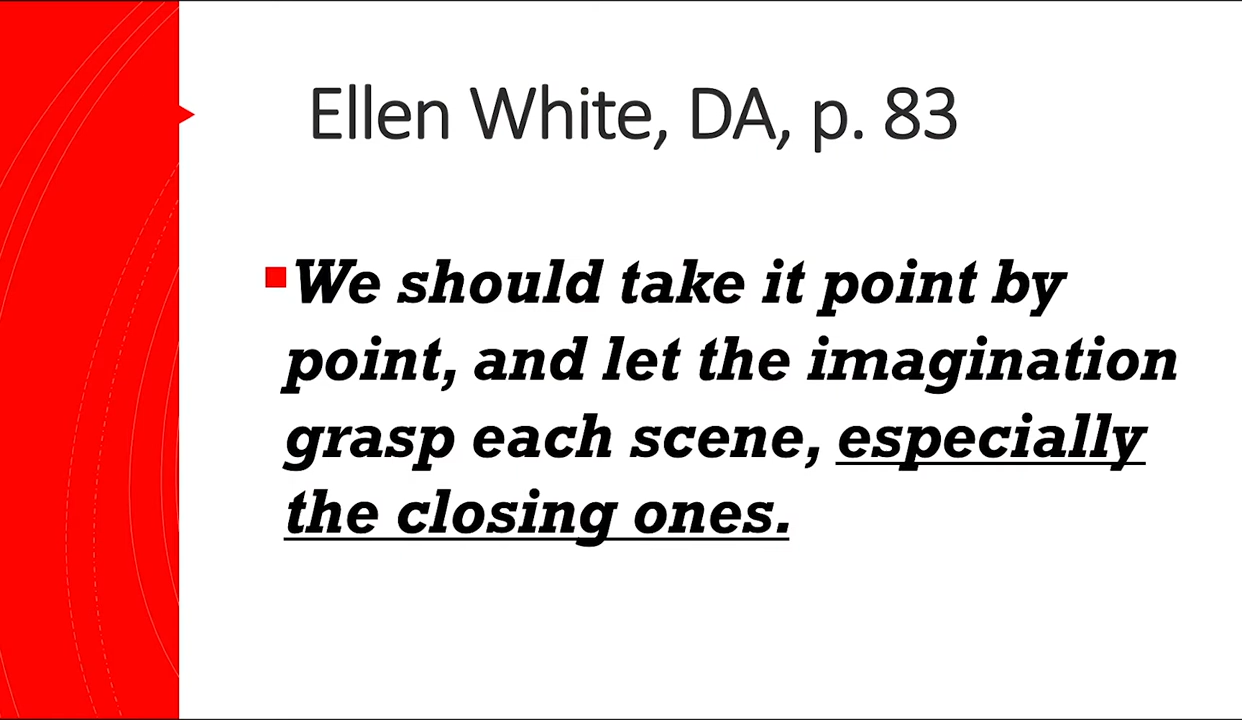 Ellen White, DA, p. 83
We should take it point by
point, and let the imagination
grasp each scene, especially
the closing ones.